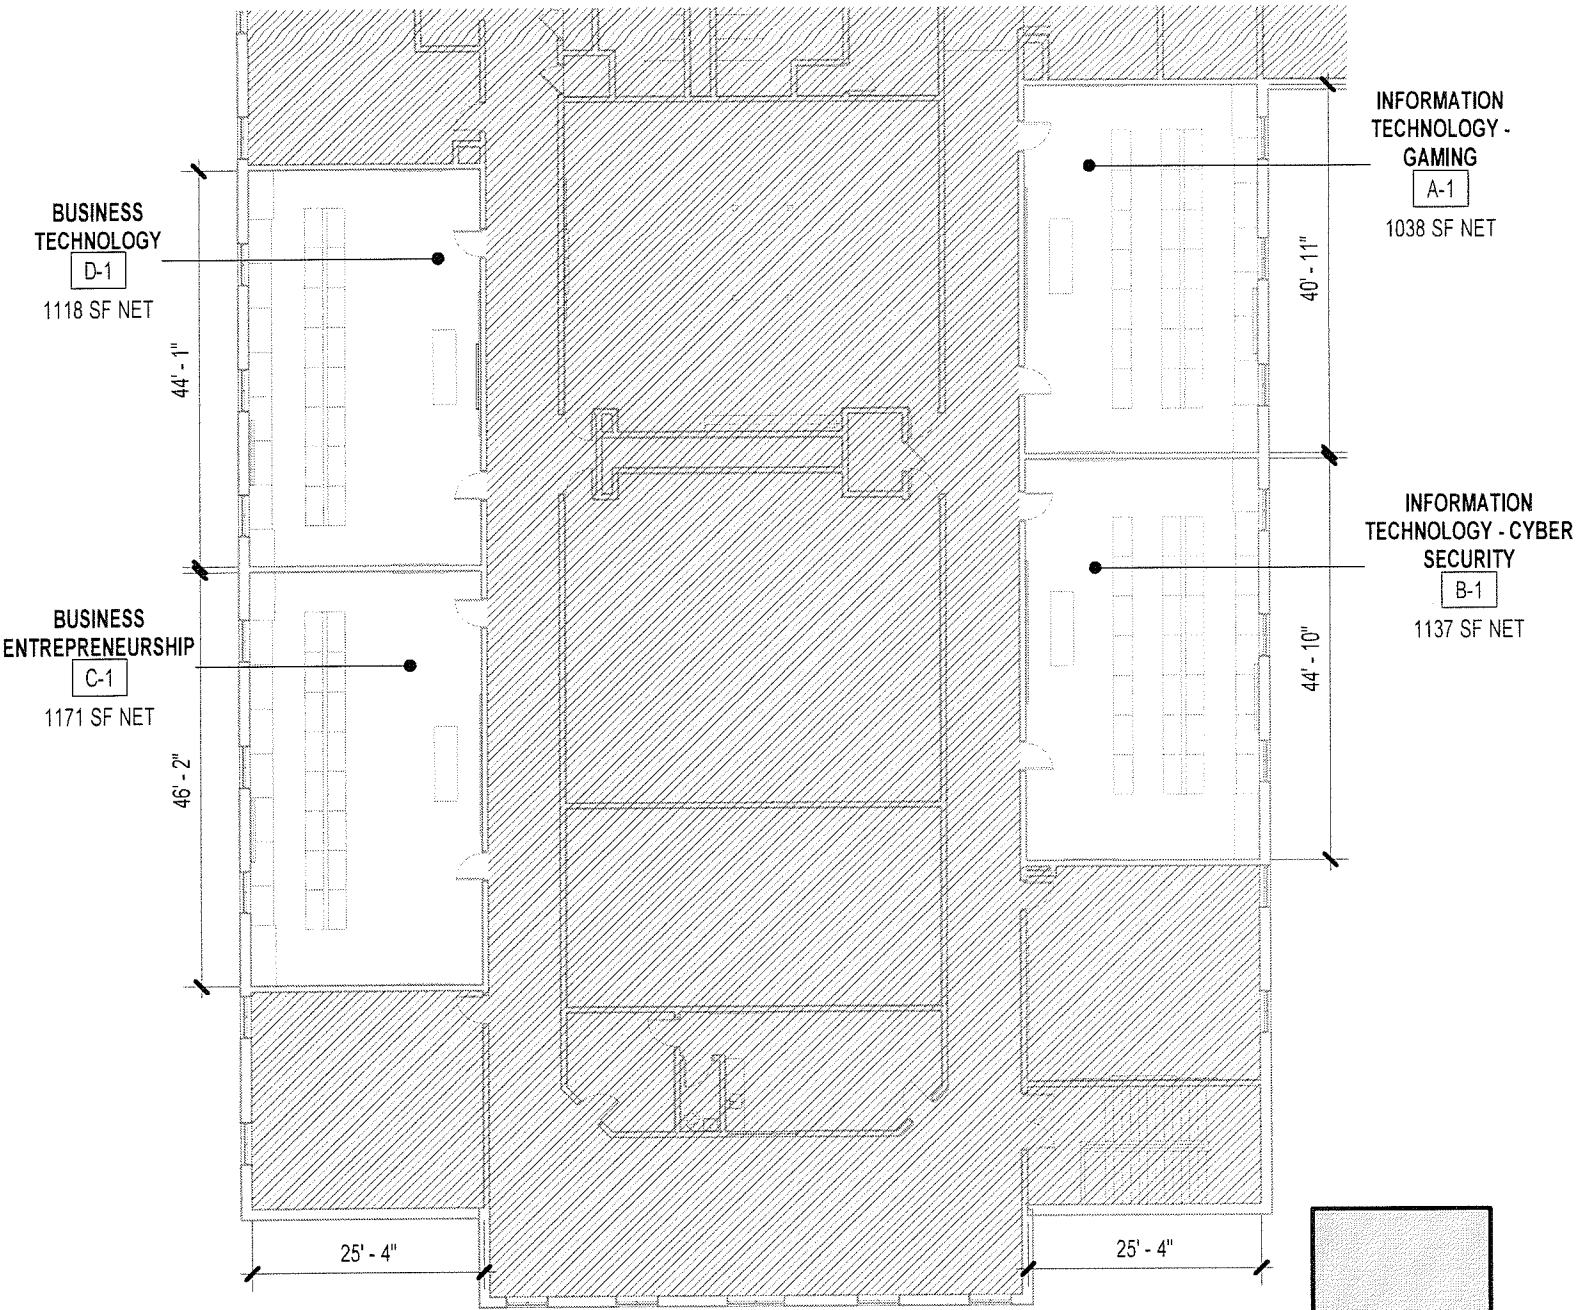 BUSINESS
TECHNOLOGY
D-1
1118 SF NET
44' - 1"
BUSINESS
ENTREPRENEURSHIP
C-1
1171 SF NET
46' - 2"
25' - 4"
INFORMATION
TECHNOLOGY -
GAMING
A-1
1038 SF NET
40' - 11"
INFORMATION
TECHNOLOGY - CYBER
SECURITY
B-1
1137 SF NET
44' - 10"
25' - 4"